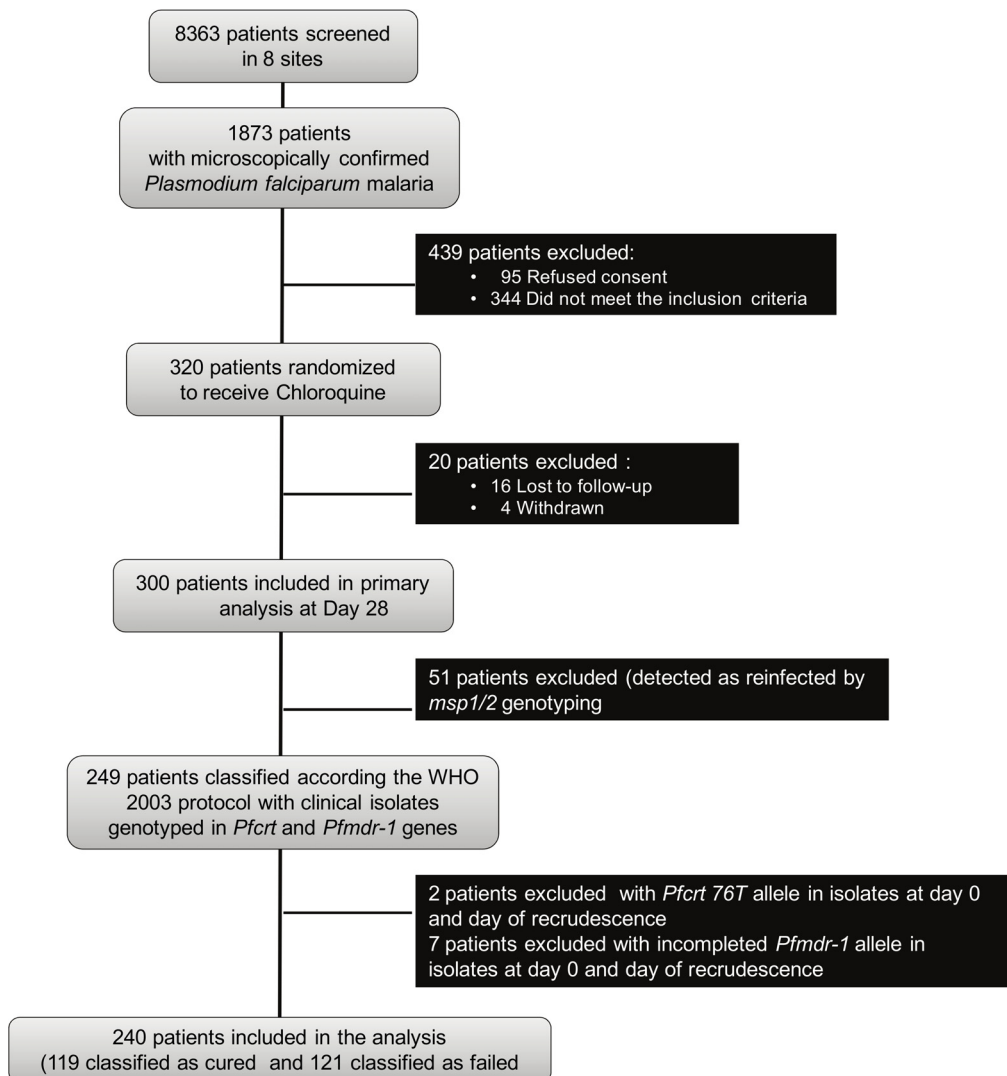 8363 patients screened
in 8 sites
1873 patients
with microscopically confirmed
Plasmodium falciparum malaria
439 patients excluded:
• 95 Refused consent
• 344 Did not meet the inclusion criteria
320 patients randomized
to receive Chloroquine
20 patients excluded :
• 16 Lost to follow-up
• 4 Withdrawn
300 patients included in primary
analysis at Day 28
51 patients excluded (detected as reinfected by
msp1/2 genotyping
249 patients classified according the WHO
2003 protocol with clinical isolates
genotyped in Pfcrt and Pfmdr-1 genes
2 patients excluded with Pfcrt 76T allele in isolates at day 0
and day of recrudescence
7 patients excluded with incompleted Pfmdr-1 allele in
isolates at day 0 and day of recrudescence
240 patients included in the analysis
(119 classified as cured and 121 classified as failed